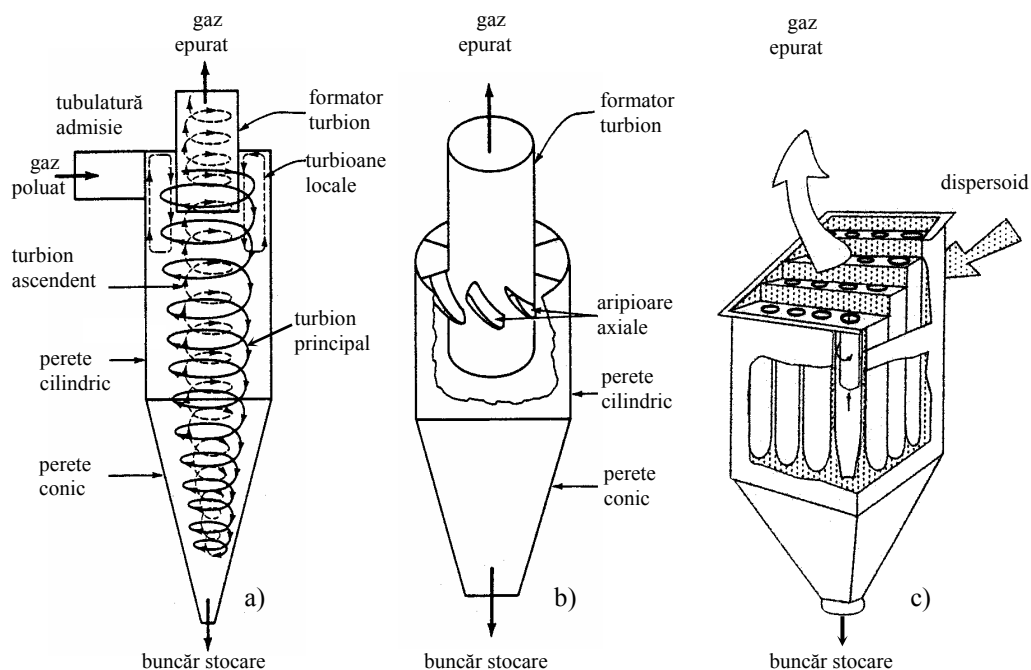 gaz
epurat
tubulatură
admisie
formator
turbion
gaz
poluat
turbioane
locale
turbion
ascendent
turbion
principal
perete
cilindric
perete
conic
a)
buncăr stocare
gaz
epurat
formator
turbion
aripioare
axiale
perete
cilindric
perete
conic
b)
buncăr stocare
gaz
epurat
dispersoid
c)
buncăr stocare